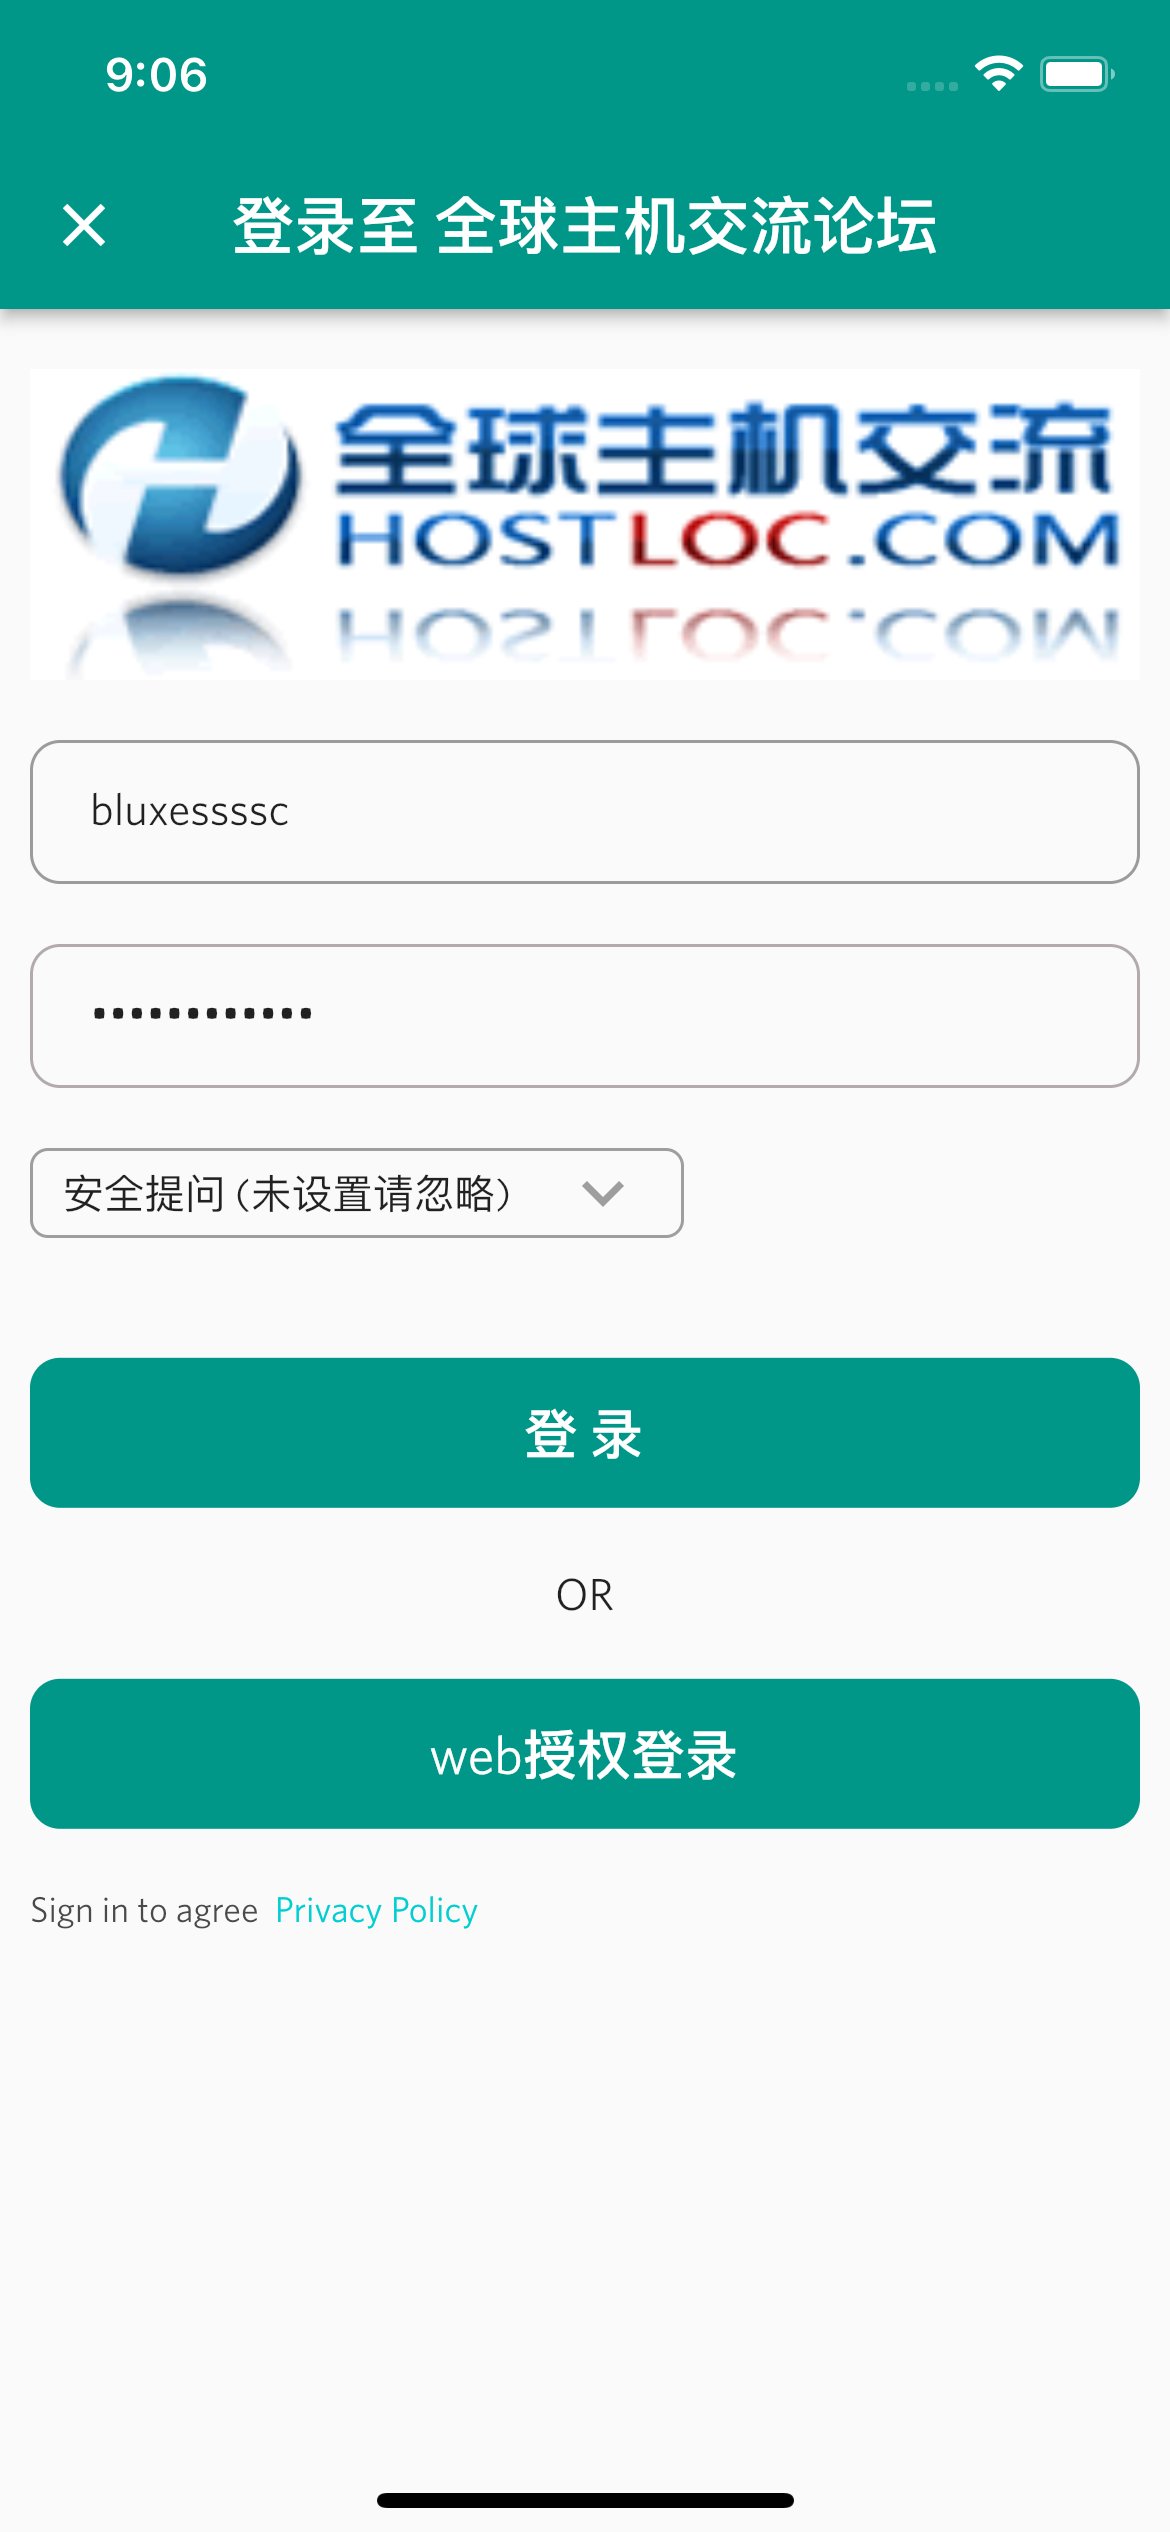 9:06
登录至 全球主机交流论坛
全球主机交流
HOSTLOC.COM
bluxessssc
••••••••••••
安全提问 (未设置请忽略)
登 录
OR
web授权登录
Sign in to agree Privacy Policy